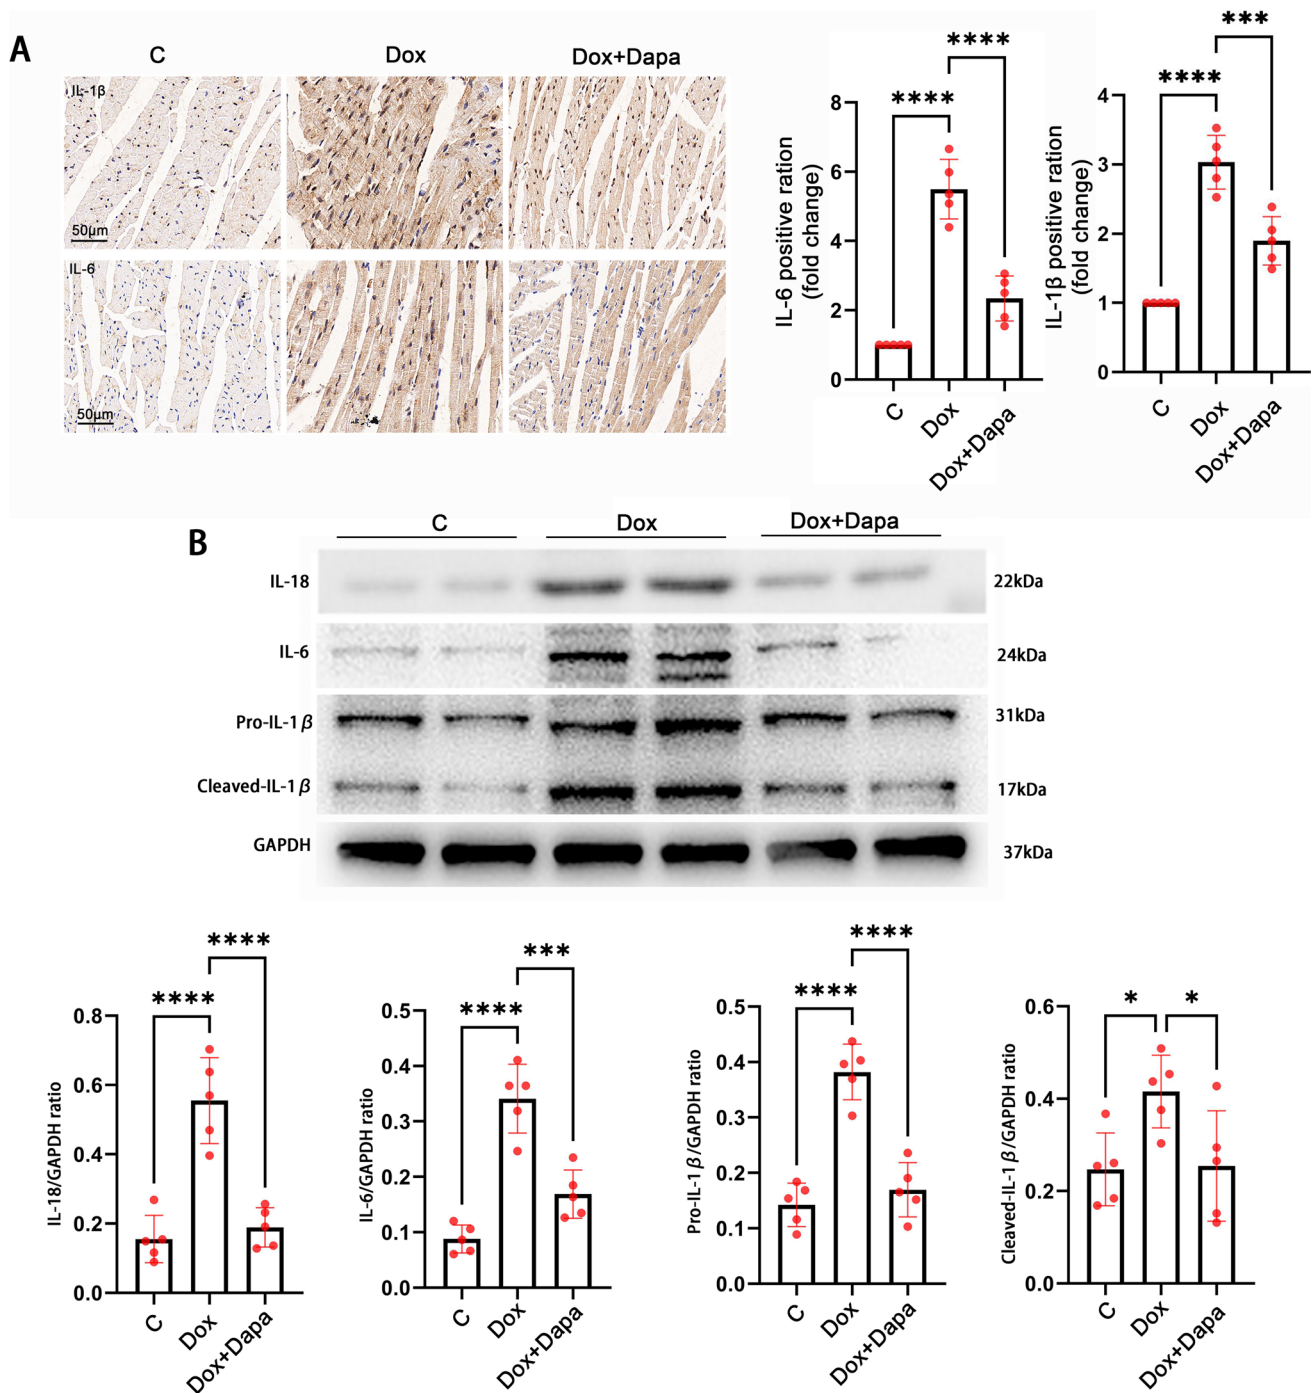 A
C
Dox
Dox+Dapa
IL-1β
50μm
IL-6
50μm
****
****
8
6
4
2
0
IL-6 positive ration
(fold change)
C
Dox
Dox+Dapa
***
****
4
3
2
1
0
IL-1β positive ration
(fold change)
C
Dox
Dox+Dapa
B
C
Dox
Dox+Dapa
IL-18
22kDa
IL-6
24kDa
Pro-IL-1β
31kDa
Cleaved-IL-1β
17kDa
GAPDH
37kDa
****
****
0.8
0.6
0.4
0.2
0.0
IL-18/GAPDH ratio
C
Dox
Dox+Dapa
***
****
0.5
0.4
0.3
0.2
0.1
0.0
IL-6/GAPDH ratio
C
Dox
Dox+Dapa
****
****
0.5
0.4
0.3
0.2
0.1
0.0
Pro-IL-1β/GAPDH ratio
C
Dox
Dox+Dapa
*
*
0.6
0.4
0.2
0.0
Cleaved-IL-1β/GAPDH ratio
C
Dox
Dox+Dapa